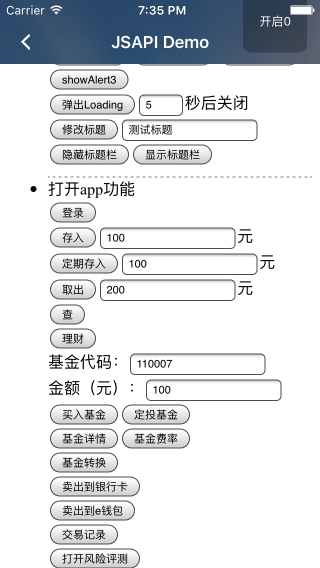 Carrier 7:35 PM
开启0
JSAPI Demo
showAlert3
弹出Loading 5 秒后关闭
修改标题 测试标题
隐藏标题栏 显示标题栏
打开app功能
登录
存入 100 元
定期存入 100 元
取出 200 元
查
理财
基金代码： 110007
金额（元）： 100
买入基金 定投基金
基金详情 基金费率
基金转换
卖出到银行卡
卖出到e钱包
交易记录
打开风险评测